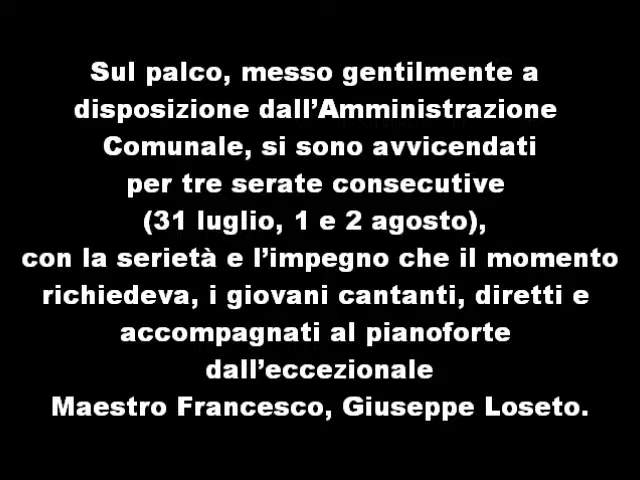 Sul palco, messo gentilmente a
disposizione dall’Amministrazione
Comunale, si sono avvicendati
per tre serate consecutive
(31 luglio, 1 e 2 agosto),
con la serietà e l’impegno che il momento
richiedeva, i giovani cantanti, diretti e
accompagnati al pianoforte
dall’eccezionale
Maestro Francesco, Giuseppe Loseto.